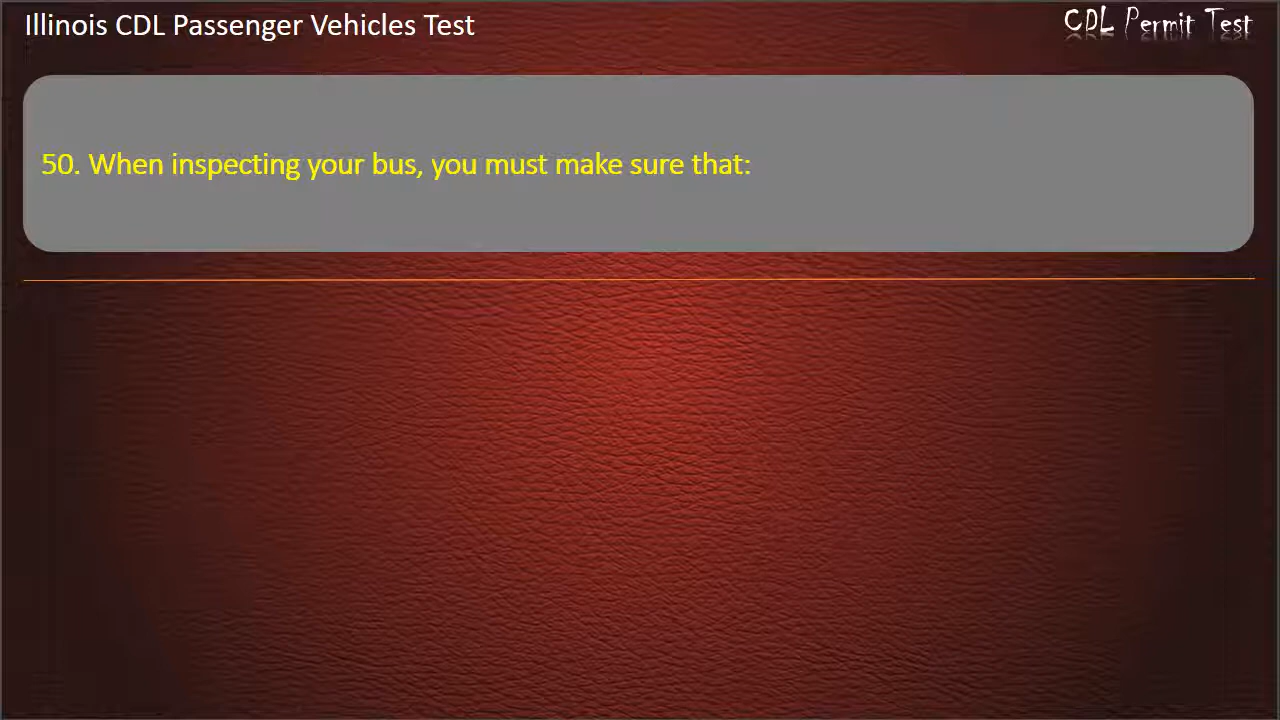 Illinois CDL Passenger Vehicles Test
CDL Permit Test
50. When inspecting your bus, you must make sure that: